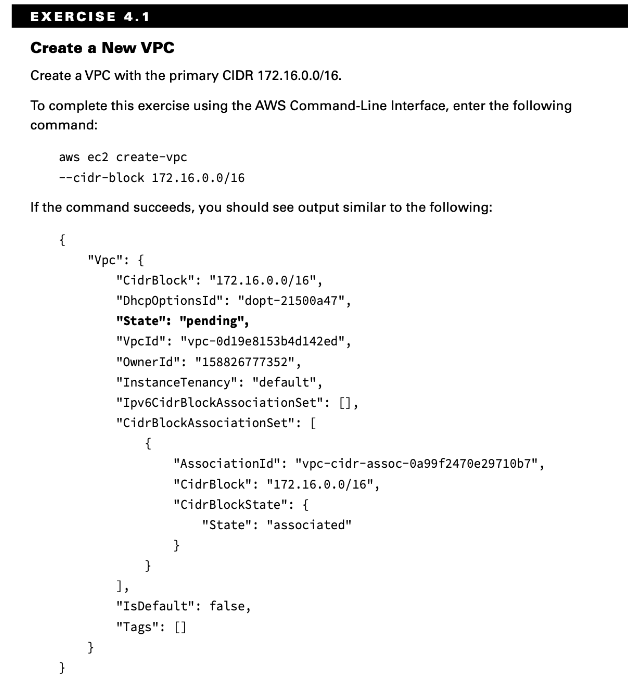 EXERCISE 4.1
Create a New VPC
Create a VPC with the primary CIDR 172.16.0.0/16.
To complete this exercise using the AWS Command-Line Interface, enter the following
command:
aws ec2 create-vpc
--cidr-block 172.16.0.0/16
If the command succeeds, you should see output similar to the following:
{
"Vpc": {
"CidrBlock": "172.16.0.0/16",
"DhcpOptionsId": "dopt-21500a47",
"State": "pending",
"VpcId": "vpc-0d19e8153b4d142ed",
"OwnerId": "158826777352",
"InstanceTenancy": "default",
"Ipv6CidrBlockAssociationSet": [],
"CidrBlockAssociationSet": [
{
"AssociationId": "vpc-cidr-assoc-0a99f2470e29710b7",
"CidrBlock": "172.16.0.0/16",
"CidrBlockState": {
"State": "associated"
}
}
],
"IsDefault": false,
"Tags": []
}
}